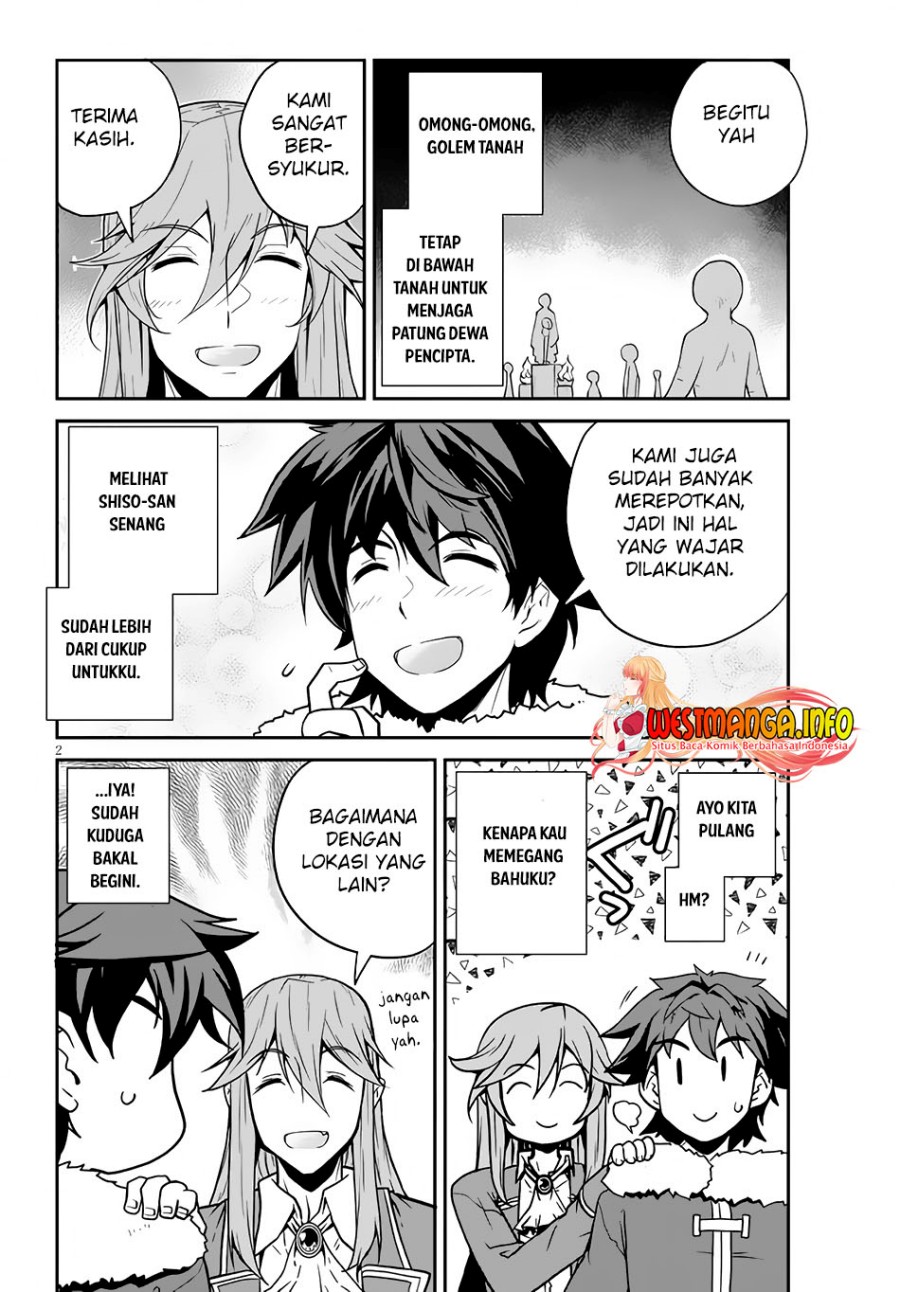 BEGITU
YAH
OMONG-OMONG,
GOLEM TANAH
TETAP
DI BAWAH
TANAH UNTUK
MENJAGA
PATUNG DEWA
PENCIPTA.
KAMI
SANGAT
BER-
SYUKUR.
TERIMA
KASIH.
KAMI JUGA
SUDAH BANYAK
MEREPOTKAN,
JADI INI HAL
YANG WAJAR
DILAKUKAN.
MELIHAT
SHISO-SAN
SENANG
SUDAH LEBIH
DARI CUKUP
UNTUKKU.
WESTMANGA.INFO
Situs Baca Komik Berbahasa Indonesia
2
AYO KITA
PULANG
HM?
KENAPA KAU
MEMEGANG
BAHUKU?
BAGAIMANA
DENGAN
LOKASI YANG
LAIN?
jangan
lupa
yah.
...IYA!
SUDAH
KUDUGA
BAKAL
BEGINI.